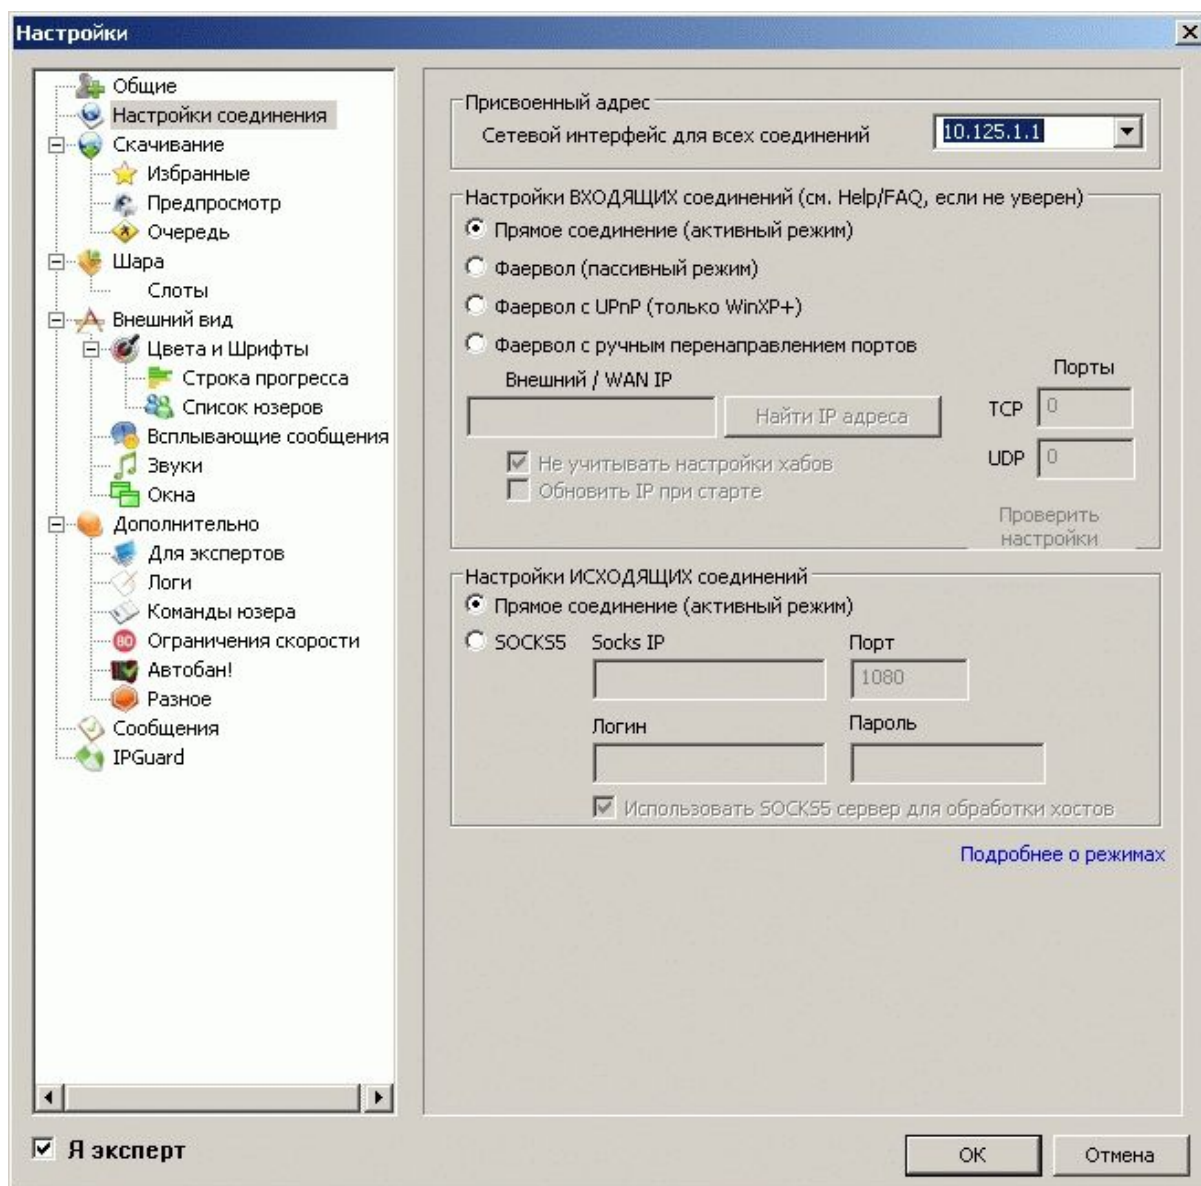 Настройки
Общие
Настройки соединения
Скачивание
Избранные
Предпросмотр
Очередь
Шара
Слоты
Внешний вид
Цвета и Шрифты
Строка прогресса
Список юзеров
Всплывающие сообщения
Звуки
Окна
Дополнительно
Для экспертов
Логи
Команды юзера
Ограничения скорости
Автобан!
Разное
Сообщения
IPGuard
Присвоенный адрес
Сетевой интерфейс для всех соединений 10.125.1.1
Настройки ВХОДЯЩИХ соединений (см. Help/FAQ, если не уверен)
Прямое соединение (активный режим)
Фаервол (пассивный режим)
Фаервол с UPnP (только WinXP+)
Фаервол с ручным перенаправлением портов
Внешний / WAN IP
Порты
Найти IP адреса
TCP 0
Не учитывать настройки хабов
UDP 0
Обновить IP при старте
Проверить
настройки
Настройки ИСХОДЯЩИХ соединений
Прямое соединение (активный режим)
SOCKS5 Socks IP Порт
1080
Логин Пароль
Использовать SOCKS5 сервер для обработки хостов
Подробнее о режимах
Я эксперт
OK Отмена